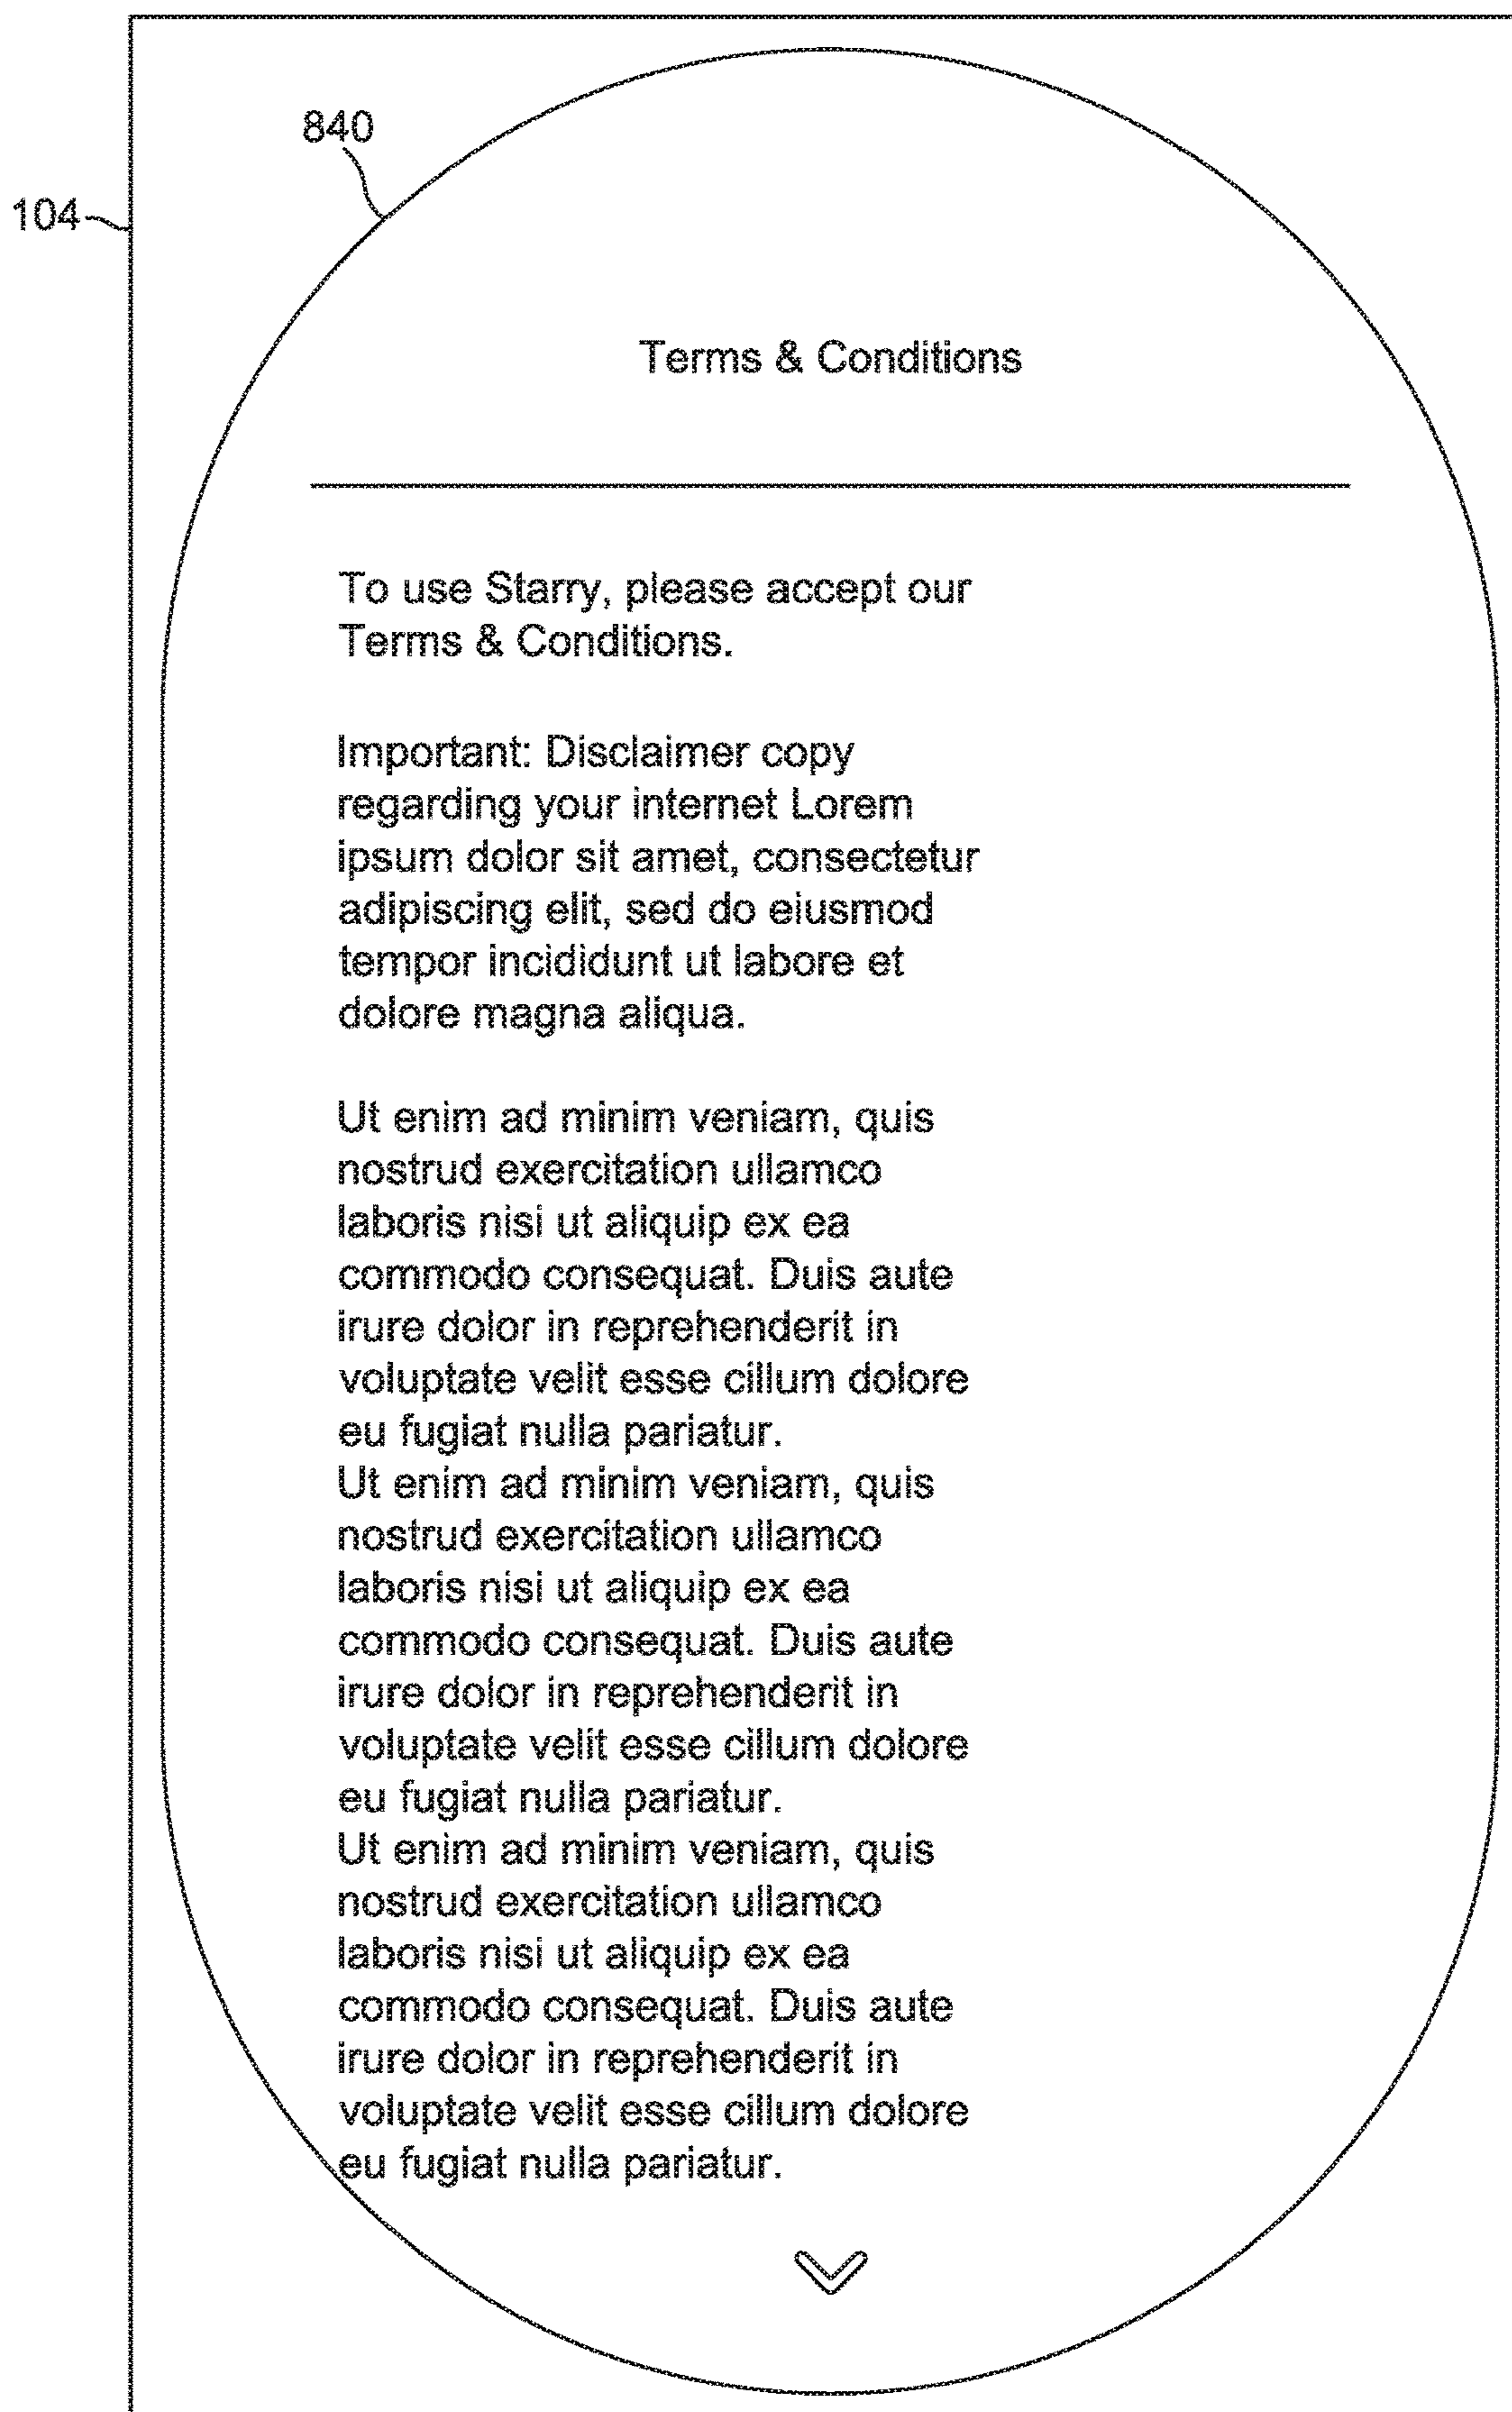 840
104
Terms & Conditions
To use Starry, please accept our
Terms & Conditions.
Important: Disclaimer copy
regarding your internet Lorem
ipsum dolor sit amet, consectetur
adipiscing elit, sed do eiusmod
tempor incididunt ut labore et
dolore magna aliqua.
Ut enim ad minim veniam, quis
nostrud exercitation ullamco
laboris nisi ut aliquip ex ea
commodo consequat. Duis aute
irure dolor in reprehenderit in
voluptate velit esse cillum dolore
eu fugiat nulla pariatur.
Ut enim ad minim veniam, quis
nostrud exercitation ullamco
laboris nisi ut aliquip ex ea
commodo consequat. Duis aute
irure dolor in reprehenderit in
voluptate velit esse cillum dolore
eu fugiat nulla pariatur.
Ut enim ad minim veniam, quis
nostrud exercitation ullamco
laboris nisi ut aliquip ex ea
commodo consequat. Duis aute
irure dolor in reprehenderit in
voluptate velit esse cillum dolore
eu fugiat nulla pariatur.